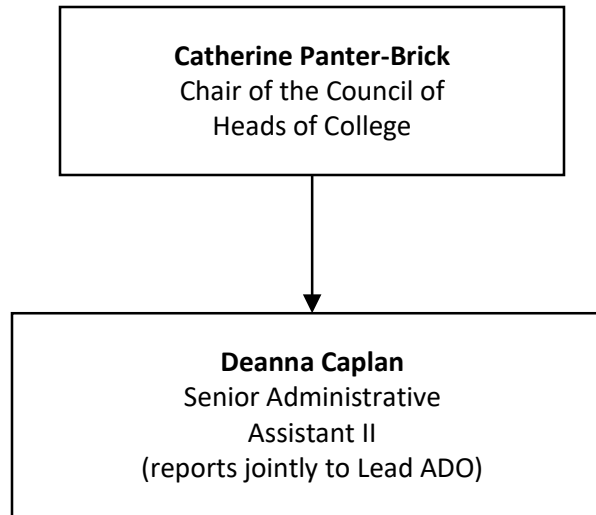 Catherine Panter-Brick
Chair of the Council of
Heads of College
Deanna Caplan
Senior Administrative
Assistant II
(reports jointly to Lead ADO)